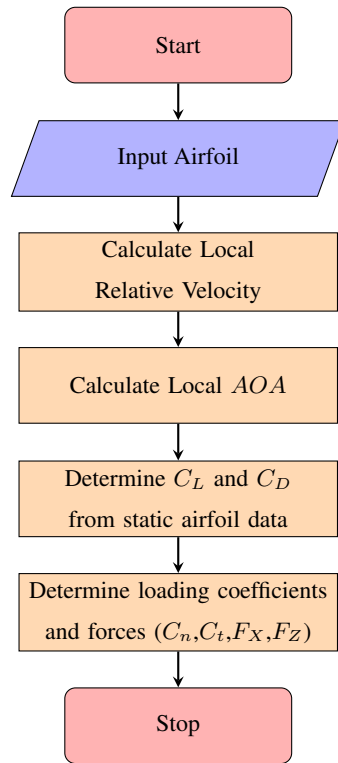 Start
Input Airfoil
Calculate Local
Relative Velocity
Calculate Local AOA
Determine C_L and C_D
from static airfoil data
Determine loading coefficients
and forces (C_n,C_t,F_X,F_Z)
Stop